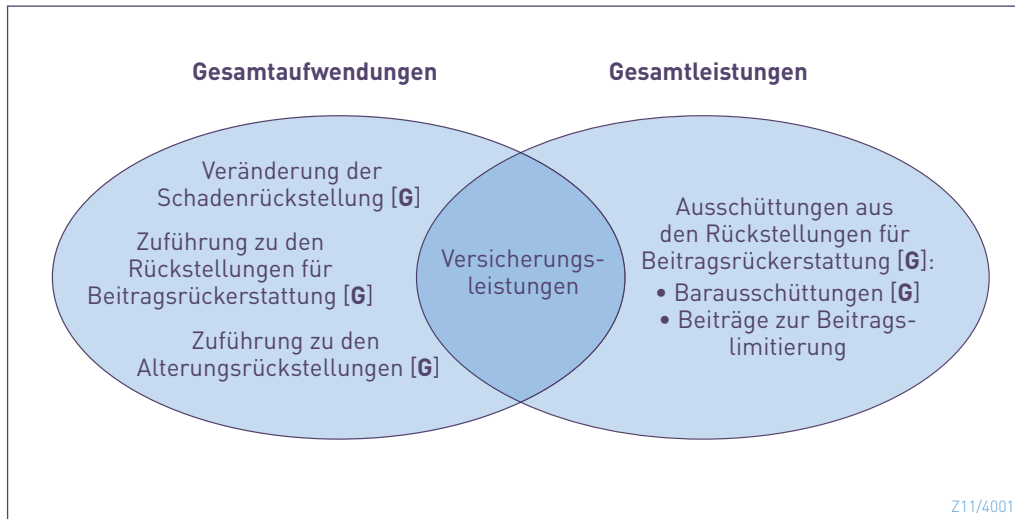 Gesamtaufwendungen
Gesamtleistungen
Veränderung der
Schadenrückstellung [G]
Zuführung zu den
Rückstellungen für
Beitragsrückerstattung [G]
Zuführung zu den
Alterungsrückstellungen [G]
Versicherungs-
leistungen
Ausschüttungen aus
den Rückstellungen für
Beitragsrückerstattung [G]:
• Barausschüttungen [G]
• Beiträge zur Beitrags-
limitierung
Z11/4001